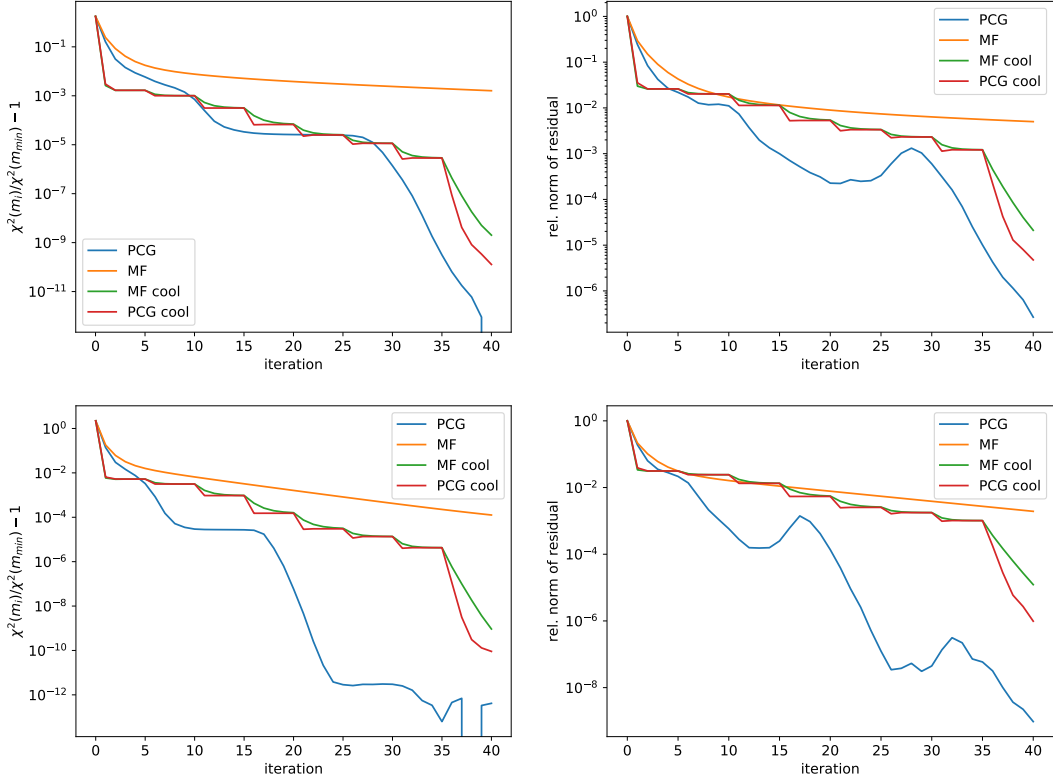 10⁻¹
10⁻³
10⁻⁵
10⁻⁷
10⁻⁹
10⁻¹¹
χ²(mᵢ)/χ²(mₘᵢₙ) − 1
PCG
MF
MF cool
PCG cool
0 5 10 15 20 25 30 35 40
iteration
10⁰
10⁻¹
10⁻²
10⁻³
10⁻⁴
10⁻⁵
10⁻⁶
rel. norm of residual
PCG
MF
MF cool
PCG cool
0 5 10 15 20 25 30 35 40
iteration
10⁰
10⁻²
10⁻⁴
10⁻⁶
10⁻⁸
10⁻¹⁰
10⁻¹²
χ²(mᵢ)/χ²(mₘᵢₙ) − 1
PCG
MF
MF cool
PCG cool
0 5 10 15 20 25 30 35 40
iteration
10⁰
10⁻²
10⁻⁴
10⁻⁶
10⁻⁸
rel. norm of residual
PCG
MF
MF cool
PCG cool
0 5 10 15 20 25 30 35 40
iteration